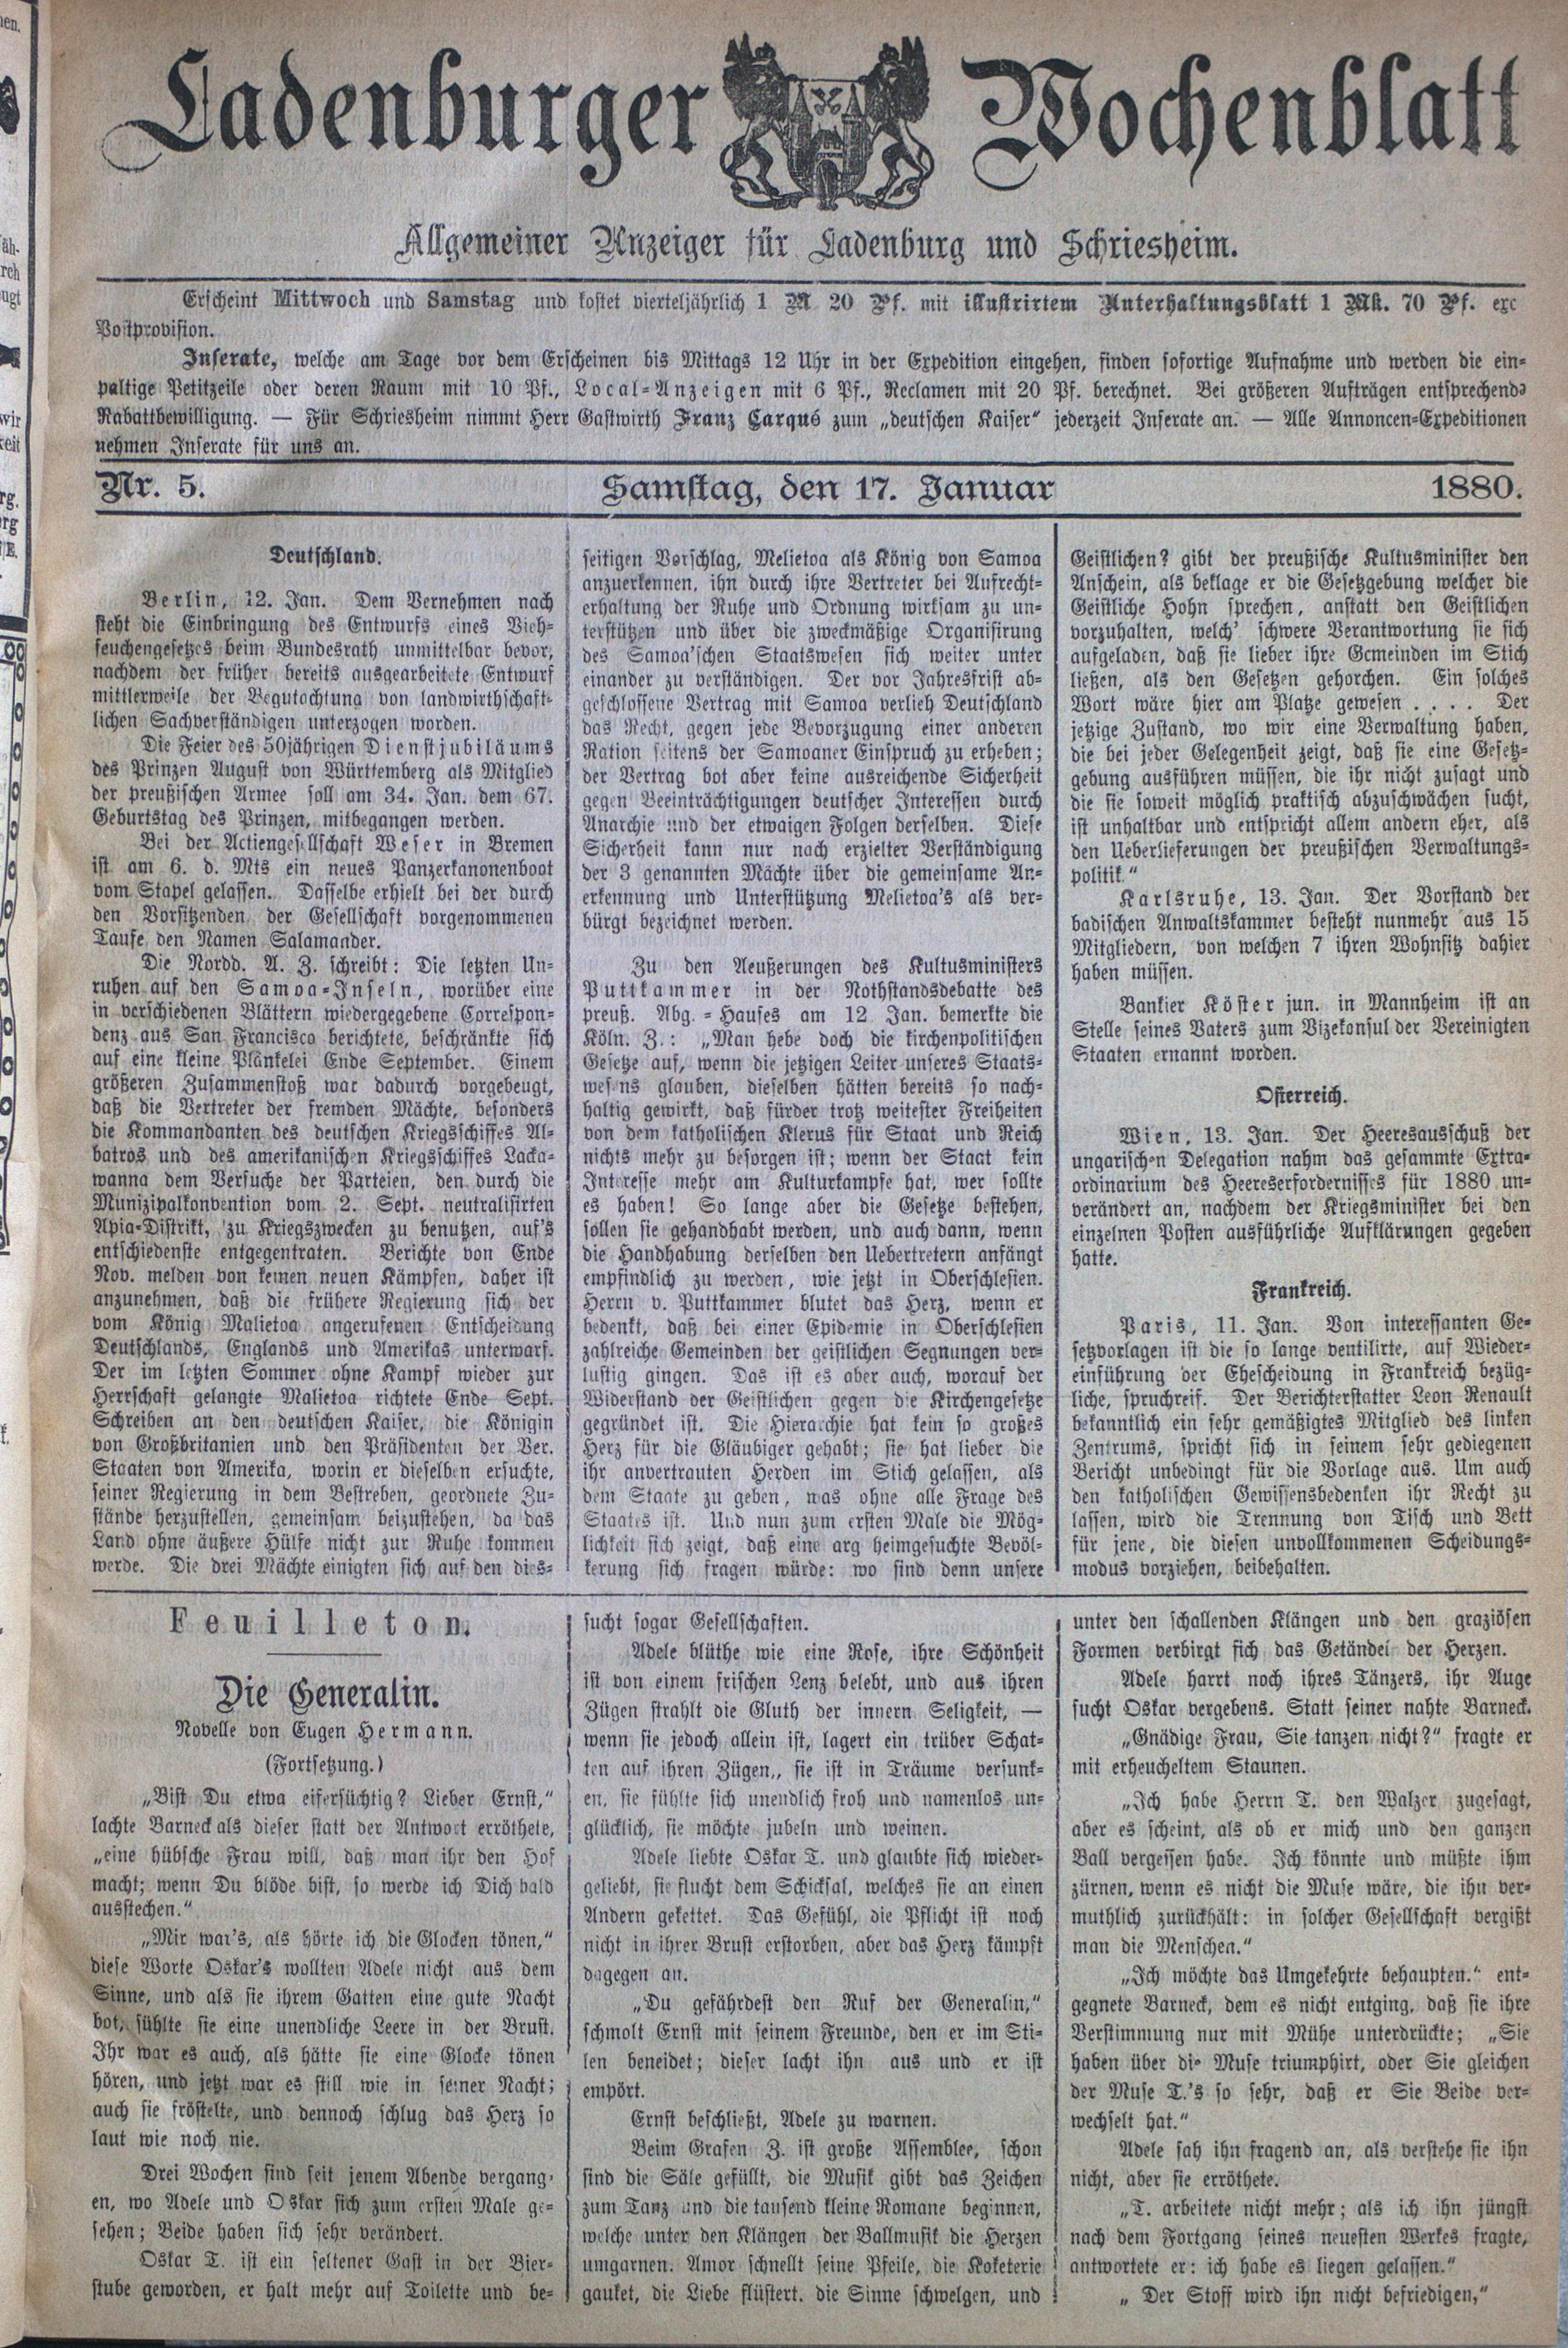 Ladenburger Wochenblatt
Allgemeiner Anzeiger für Ladenburg und Schriesheim.
Erscheint Mittwoch und Samstag und kostet vierteljährlich 1 M 20 Pf. mit illustrirtem Unterhaltungsblatt 1 Mk. 70 Pf. exc
Postprovision.
Inserate, welche am Tage vor dem Erscheinen bis Mittags 12 Uhr in der Expedition eingehen, finden sofortige Aufnahme und werden die ein-
paltige Petitzeile oder deren Raum mit 10 Pf., Local-Anzeigen mit 6 Pf., Reclamen mit 20 Pf. berechnet. Bei größeren Aufträgen entsprechende
Rabattbewilligung. — Für Schriesheim nimmt Herr Gastwirth Franz Carqué zum „deutschen Kaiser“ jederzeit Inserate an. — Alle Annoncen-Expeditionen
nehmen Inserate für uns an.
Nr. 5. Samstag, den 17. Januar 1880.
Deutschland.
Berlin, 12. Jan. Dem Vernehmen nach
steht die Einbringung des Entwurfs eines Vieh-
seuchengesetzes beim Bundesrath unmittelbar bevor,
nachdem der früher bereits ausgearbeitete Entwurf
mittlerweile der Begutachtung von landwirthschaft-
lichen Sachverständigen unterzogen worden.
Die Feier des 50jährigen Dienstjubiläums
des Prinzen August von Württemberg als Mitglied
der preußischen Armee soll am 34. Jan. dem 67.
Geburtstag des Prinzen, mitbegangen werden.
Bei der Actiengesellschaft Weser in Bremen
ist am 6. d. Mts ein neues Panzerkanonenboot
vom Stapel gelassen. Dasselbe erhielt bei der durch
den Vorsitzenden der Gesellschaft vorgenommenen
Taufe den Namen Salamander.
Die Nordd. A. Z. schreibt: Die letzten Un-
ruhen auf den Samoa-Inseln, worüber eine
in verschiedenen Blättern wiedergegebene Correspon-
denz aus San Francisco berichtete, beschränkte sich
auf eine kleine Plänkelei Ende September. Einem
größeren Zusammenstoß war dadurch vorgebeugt,
daß die Vertreter der fremden Mächte, besonders
die Kommandanten des deutschen Kriegsschiffes Al-
batros und des amerikanischen Kriegsschiffes Lacka-
wanna dem Versuche der Parteien, den durch die
Munizipalkonvention vom 2. Sept. neutralisirten
Apia-Distrikt, zu Kriegszwecken zu benutzen, auf's
entschiedenste entgegentraten. Berichte von Ende
Nov. melden von keinen neuen Kämpfen, daher ist
anzunehmen, daß die frühere Regierung sich der
vom König Malietoa angerufenen Entscheidung
Deutschlands, Englands und Amerikas unterwarf.
Der im letzten Sommer ohne Kampf wieder zur
Herrschaft gelangte Malietoa richtete Ende Sept.
Schreiben an den deutschen Kaiser, die Königin
von Großbritanien und den Präsidenten der Ver.
Staaten von Amerika, worin er dieselben ersuchte,
seiner Regierung in dem Bestreben, geordnete Zu-
stände herzustellen, gemeinsam beizustehen, da das
Land ohne äußere Hülfe nicht zur Ruhe kommen
werde. Die drei Mächte einigten sich auf den dies-
seitigen Vorschlag, Melietoa als König von Samoa
anzuerkennen, ihn durch ihre Vertreter bei Aufrecht-
erhaltung der Ruhe und Ordnung wirksam zu un-
terstützen und über die zweckmäßige Organisirung
des Samoa'schen Staatswesen sich weiter unter
einander zu verständigen. Der vor Jahresfrist ab-
geschlossene Vertrag mit Samoa verlieh Deutschland
das Recht, gegen jede Bevorzugung einer anderen
Nation seitens der Samoaner Einspruch zu erheben;
der Vertrag bot aber keine ausreichende Sicherheit
gegen Beeinträchtigungen deutscher Interessen durch
Anarchie und der etwaigen Folgen derselben. Diese
Sicherheit kann nur nach erzielter Verständigung
der 3 genannten Mächte über die gemeinsame An-
erkennung und Unterstützung Melietoa's als ver-
bürgt bezeichnet werden.
Zu den Aeußerungen des Kultusministers
Puttkammer in der Nothstandsdebatte des
preuß. Abg.-Hauses am 12 Jan. bemerkte die
Köln. Z.: „Man hebe doch die kirchenpolitischen
Gesetze auf, wenn die jetzigen Leiter unseres Staats-
wesens glauben, dieselben hätten bereits so nach-
haltig gewirkt, daß fürder trotz weitester Freiheiten
von dem katholischen Klerus für Staat und Reich
nichts mehr zu besorgen ist; wenn der Staat kein
Interesse mehr am Kulturkampfe hat, wer sollte
es haben! So lange aber die Gesetze bestehen,
sollen sie gehandhabt werden, und auch dann, wenn
die Handhabung derselben den Uebertretern anfängt
empfindlich zu werden, wie jetzt in Oberschlesien.
Herrn v. Puttkammer blutet das Herz, wenn er
bedenkt, daß bei einer Epidemie in Oberschlesien
zahlreiche Gemeinden der geistlichen Segnungen ver-
lustig gingen. Das ist es aber auch, worauf der
Widerstand der Geistlichen gegen die Kirchengesetze
gegründet ist. Die Hierarchie hat kein so großes
Herz für die Gläubiger gehabt; sie hat lieber die
ihr anvertrauten Herden im Stich gelassen, als
dem Staate zu geben, was ohne alle Frage des
Staates ist. Und nun zum ersten Male die Mög-
lichkeit sich zeigt, daß eine arg heimgesuchte Bevöl-
kerung sich fragen würde: wo sind denn unsere
Geistlichen? gibt der preußische Kultusminister den
Anschein, als beklage er die Gesetzgebung welcher die
Geistliche Hohn sprechen, anstatt den Geistlichen
vorzuhalten, welch' schwere Verantwortung sie sich
aufgeladen, daß sie lieber ihre Gemeinden im Stich
ließen, als den Gesetzen gehorchen. Ein solches
Wort wäre hier am Platze gewesen . . . . Der
jetzige Zustand, wo wir eine Verwaltung haben,
die bei jeder Gelegenheit zeigt, daß sie eine Gesetz-
gebung ausführen müssen, die ihr nicht zusagt und
die sie soweit möglich praktisch abzuschwächen sucht,
ist unhaltbar und entspricht allem andern eher, als
den Ueberlieferungen der preußischen Verwaltungs-
politik“
Karlsruhe, 13. Jan. Der Vorstand der
badischen Anwaltskammer besteht nunmehr aus 15
Mitgliedern, von welchen 7 ihren Wohnsitz dahier
haben müssen.
Bankier Köster jun. in Mannheim ist an
Stelle seines Vaters zum Vizekonsul der Vereinigten
Staaten ernannt worden.
Österreich.
Wien, 13. Jan. Der Heeresausschuß der
ungarischen Delegation nahm das gesammte Extra-
ordinarium des Heereserfordernisses für 1880 un-
verändert an, nachdem der Kriegsminister bei den
einzelnen Posten ausführliche Aufklärungen gegeben
hatte.
Frankreich.
Paris, 11. Jan. Von interessanten Ge-
setzvorlagen ist die so lange ventilirte, auf Wieder-
einführung der Ehescheidung in Frankreich bezüg-
liche, spruchreif. Der Berichterstatter Leon Renault
bekanntlich ein sehr gemäßigtes Mitglied des linken
Zentrums, spricht sich in seinem sehr gediegenen
Bericht unbedingt für die Vorlage aus. Um auch
den katholischen Gewissensbedenken ihr Recht zu
lassen, wird die Trennung von Tisch und Bett
für jene, die diesen unvollkommenen Scheidungs-
modus vorziehen, beibehalten.
Feuilleton.
Die Generalin.
Novelle von Eugen Hermann.
(Fortsetzung.)
„Bist Du etwa eifersüchtig? Lieber Ernst,“
lachte Barneck als dieser statt der Antwort erröthete,
„eine hübsche Frau will, daß man ihr den Hof
macht; wenn Du blöde bist, so werde ich Dich bald
ausstechen.“
„Mir war's, als hörte ich die Glocken tönen,“
diese Worte Oskar's wollten Adele nicht aus dem
Sinne, und als sie ihrem Gatten eine gute Nacht
bot, fühlte sie eine unendliche Leere in der Brust.
Ihr war es auch, als hätte sie eine Glocke tönen
hören, und jetzt war es still wie in seiner Nacht;
auch sie fröstelte, und dennoch schlug das Herz so
laut wie noch nie.
Drei Wochen sind seit jenem Abende vergang-
en, wo Adele und Oskar sich zum ersten Male ge-
sehen; Beide haben sich sehr verändert.
Oskar T. ist ein seltener Gast in der Bier-
stube geworden, er halt mehr auf Toilette und be-
sucht sogar Gesellschaften.
Adele blüthe wie eine Rose, ihre Schönheit
ist von einem frischen Lenz belebt, und aus ihren
Zügen strahlt die Gluth der innern Seligkeit, —
wenn sie jedoch allein ist, lagert ein trüber Schat-
ten auf ihren Zügen,, sie ist in Träume versunk-
en, sie fühlte sich unendlich froh und namenlos un-
glücklich, sie möchte jubeln und weinen.
Adele liebte Oskar T. und glaubte sich wieder-
geliebt, sie flucht dem Schicksal, welches sie an einen
Andern gekettet. Das Gefühl, die Pflicht ist noch
nicht in ihrer Brust erstorben, aber das Herz kämpft
dagegen an.
„Du gefährdest den Ruf der Generalin,“
schmolt Ernst mit seinem Freunde, den er im Sti-
len beneidet; dieser lacht ihn aus und er ist
empört.
Ernst beschließt, Adele zu warnen.
Beim Grafen Z. ist große Assemblee, schon
sind die Säle gefüllt, die Musik gibt das Zeichen
zum Tanz und die tausend kleine Romane beginnen,
welche unter den Klängen der Ballmusik die Herzen
umgarnen. Amor schnellt seine Pfeile, die Koketerie
gauket, die Liebe flüstert. die Sinne schwelgen, und
unter den schallenden Klängen und den graziösen
Formen verbirgt sich das Getändel der Herzen.
Adele harrt noch ihres Tänzers, ihr Auge
sucht Oskar vergebens. Statt seiner nahte Barneck.
„Gnädige Frau, Sie tanzen nicht?“ fragte er
mit erheucheltem Staunen.
„Ich habe Herrn T. den Walzer zugesagt,
aber es scheint, als ob er mich und den ganzen
Ball vergessen habe. Ich könnte und müßte ihm
zürnen, wenn es nicht die Muse wäre, die ihn ver-
muthlich zurückhält: in solcher Gesellschaft vergißt
man die Menschen.“
„Ich möchte das Umgekehrte behaupten.“ ent-
gegnete Barneck, dem es nicht entging, daß sie ihre
Verstimmung nur mit Mühe unterdrückte; „Sie
haben über die Muse triumphirt, oder Sie gleichen
der Muse T.'s so sehr, daß er Sie Beide ver-
wechselt hat.“
Adele sah ihn fragend an, als verstehe sie ihn
nicht, aber sie erröthete.
„T. arbeitete nicht mehr; als ich ihn jüngst
nach dem Fortgang seines neuesten Werkes fragte,
antwortete er: ich habe es liegen gelassen.“
„ Der Stoff wird ihn nicht befriedigen,“